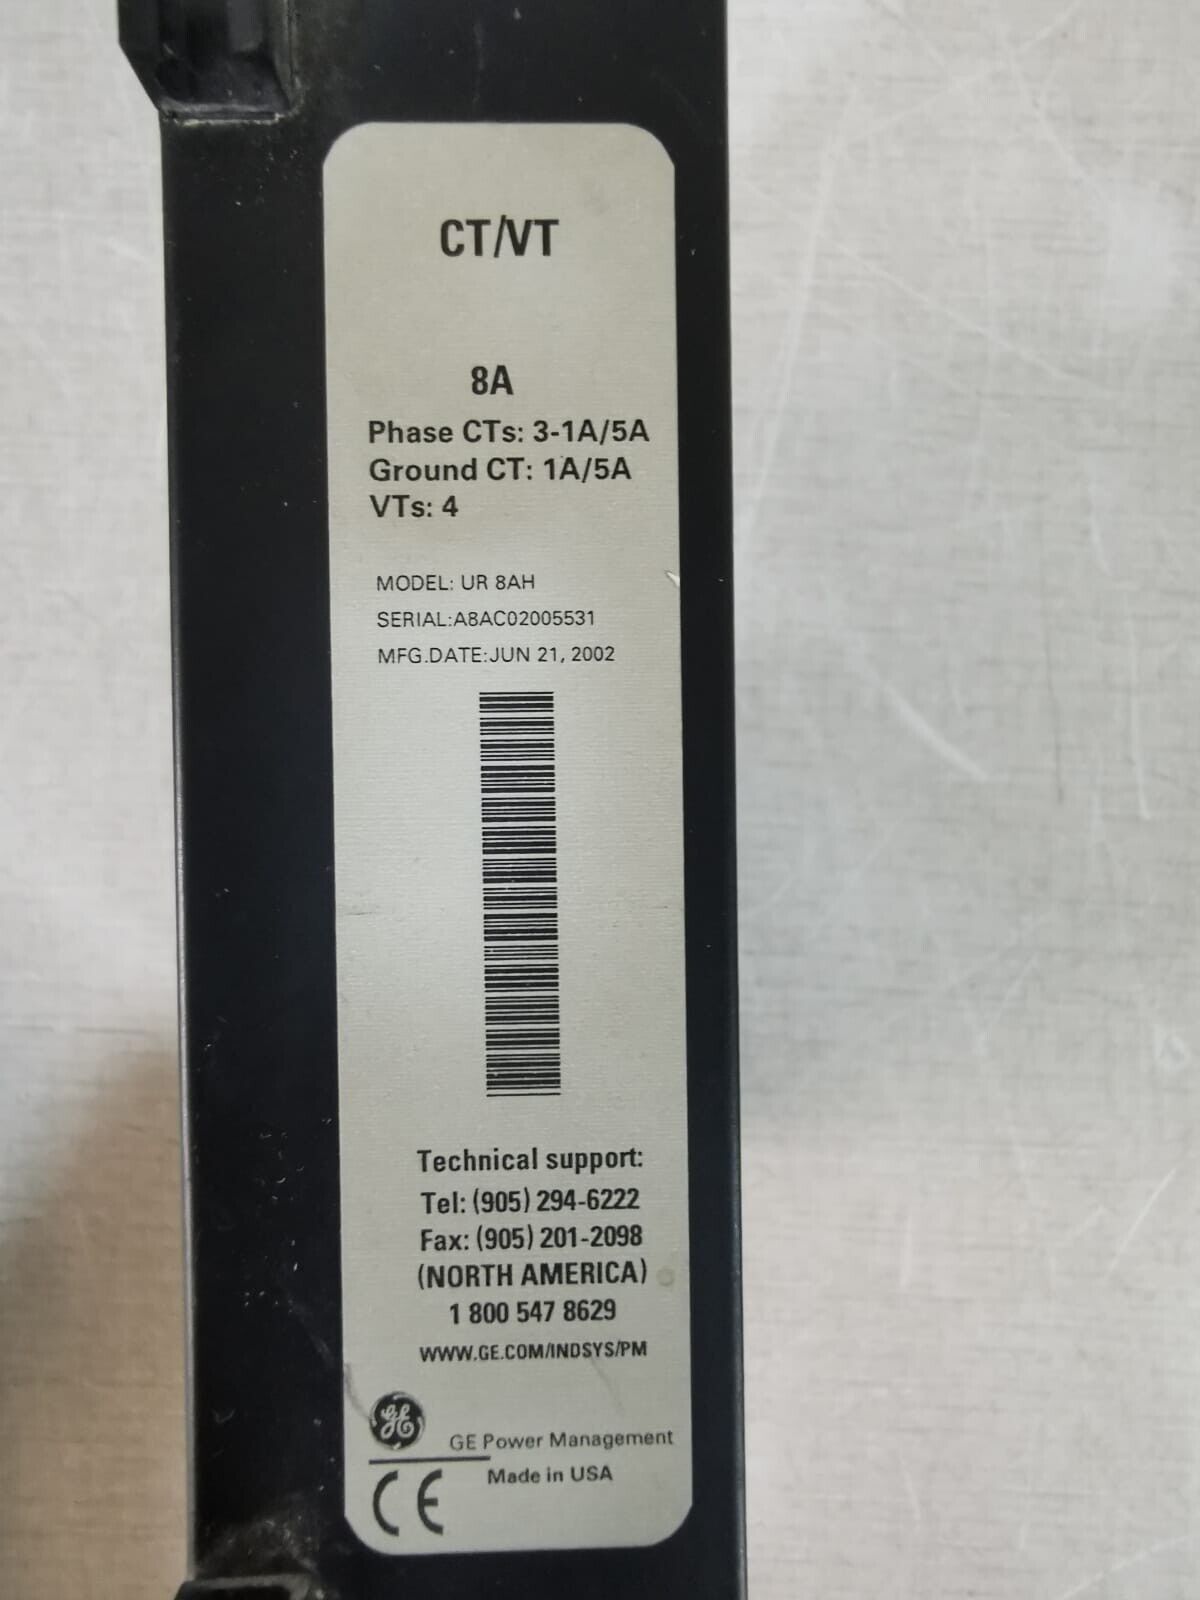 CT/VT
8A
Phase CTs: 3-1A/5A
Ground CT: 1A/5A
VTs: 4
MODEL: UR 8AH
SERIAL:A8AC02005531
MFG.DATE:JUN 21, 2002
Technical support:
Tel: (905) 294-6222
Fax: (905) 201-2098
(NORTH AMERICA)
1 800 547 8629
WWW.GE.COM/INDSYS/PM
GE
GE Power Management
Made in USA
CE